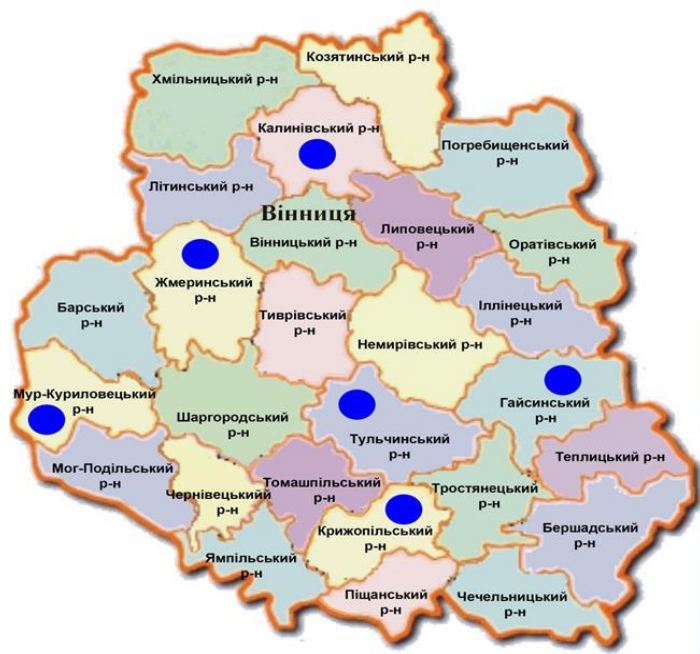 Козятинський р-н
Хмільницький р-н
Калинівський р-н
Погребищенський
р-н
Літинський р-н
Вінниця
Липовецький
р-н
Вінницький р-н
Оратівський
р-н
Жмеринський
р-н
Барський
р-н
Тиврівський
р-н
Іллінецький
р-н
Немирівський р-н
Мур-Куриловецький
р-н
Гайсинський
р-н
Шаргородський
р-н
Тульчинський
р-н
Теплицький р-н
Мог-Подільський
р-н
Томашпільський
р-н
Тростянецький
р-н
Чернівецькийй
р-н
Бершадський
р-н
Крижопільський
р-н
Ямпільський
р-н
Піщанський
р-н
Чечельницький
р-н